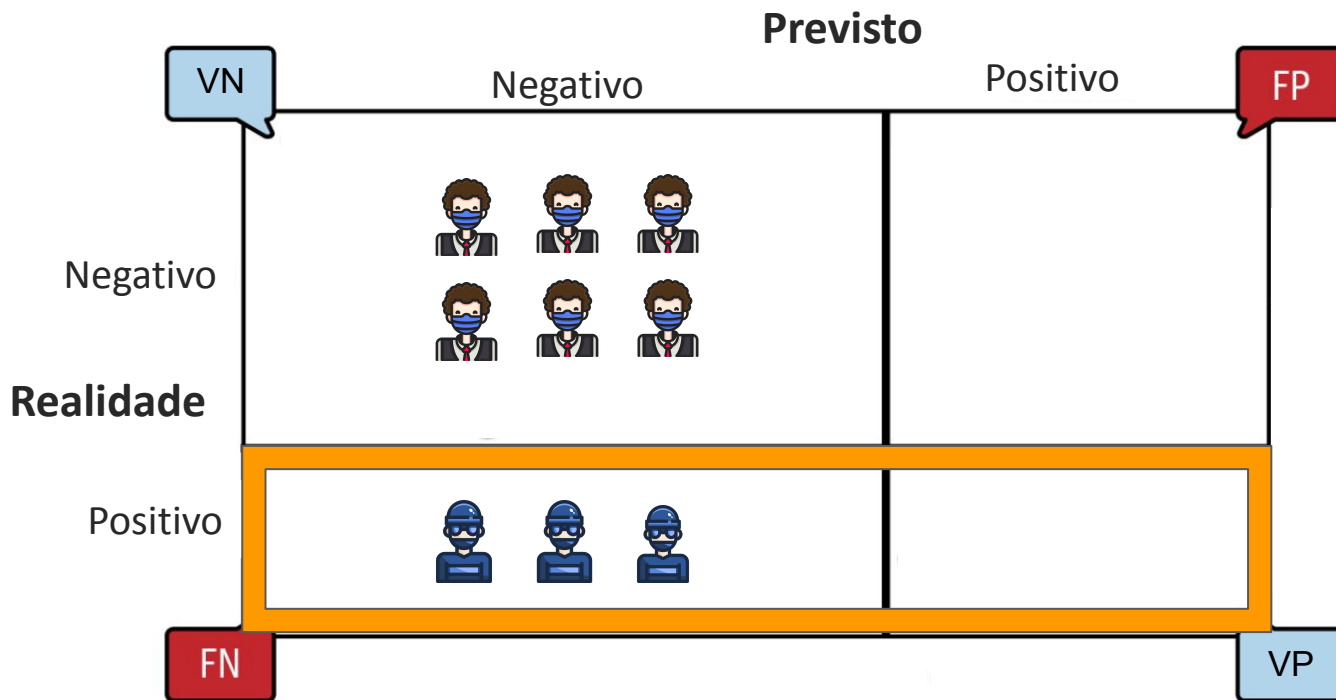 Previsto
VN
Negativo
Positivo
FP
Negativo
Realidade
Positivo
FN
VP